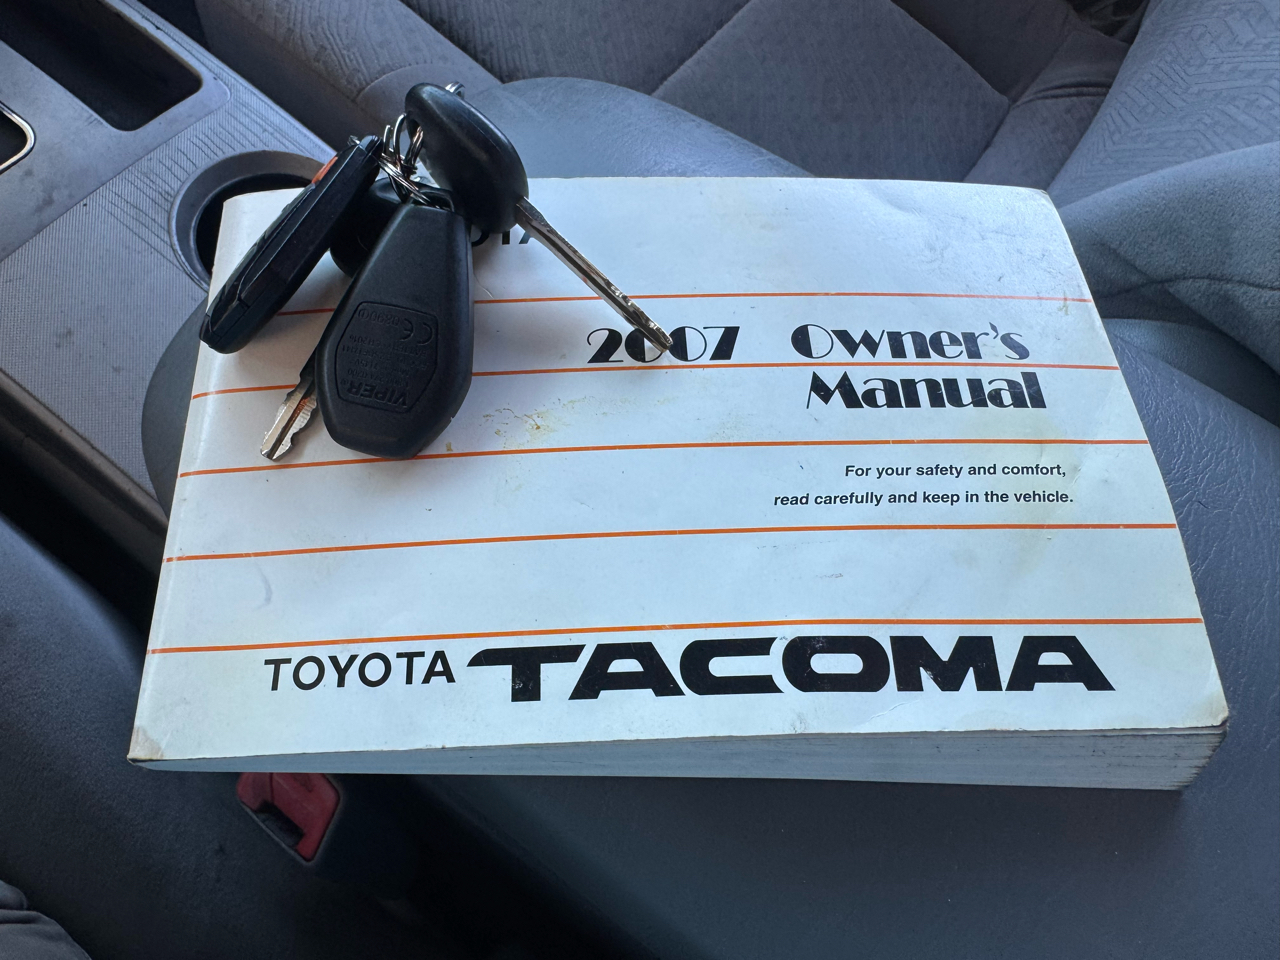 2007 Owner's
Manual
For your safety and comfort,
read carefully and keep in the vehicle.
TOYOTA TACOMA
VIPER